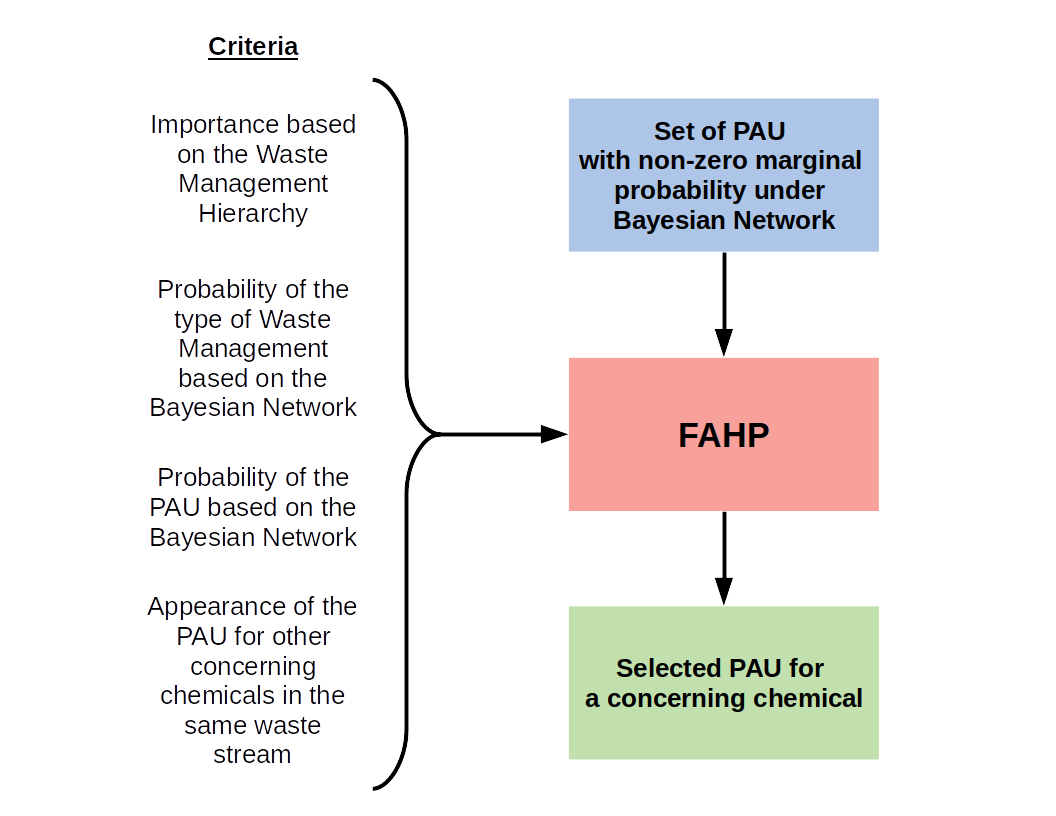 Criteria
Importance based
on the Waste
Management
Hierarchy
Probability of the
type of Waste
Management
based on the
Bayesian Network
Probability of the
PAU based on the
Bayesian Network
Appearance of the
PAU for other
concerning
chemicals in the
same waste
stream
Set of PAU
with non-zero marginal
probability under
Bayesian Network
FAHP
Selected PAU for
a concerning chemical